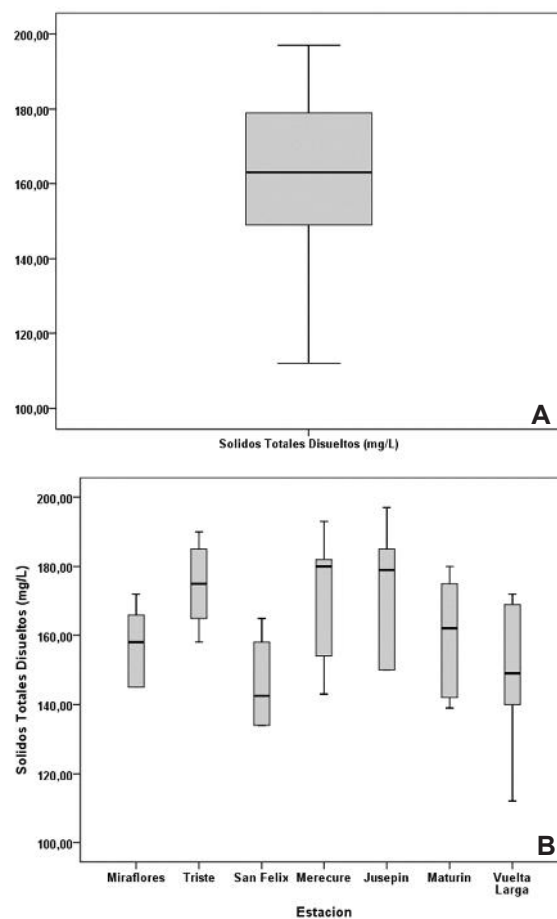 200,00
180,00
160,00
140,00
120,00
100,00
A
Solidos Totales Disueltos (mg/L)
Solidos Totales Disueltos (mg/L)
200,00
180,00
160,00
140,00
120,00
100,00
B
Miraflores Triste San Felix Merecure Jusepin Maturin Vuelta
Larga
Estacion